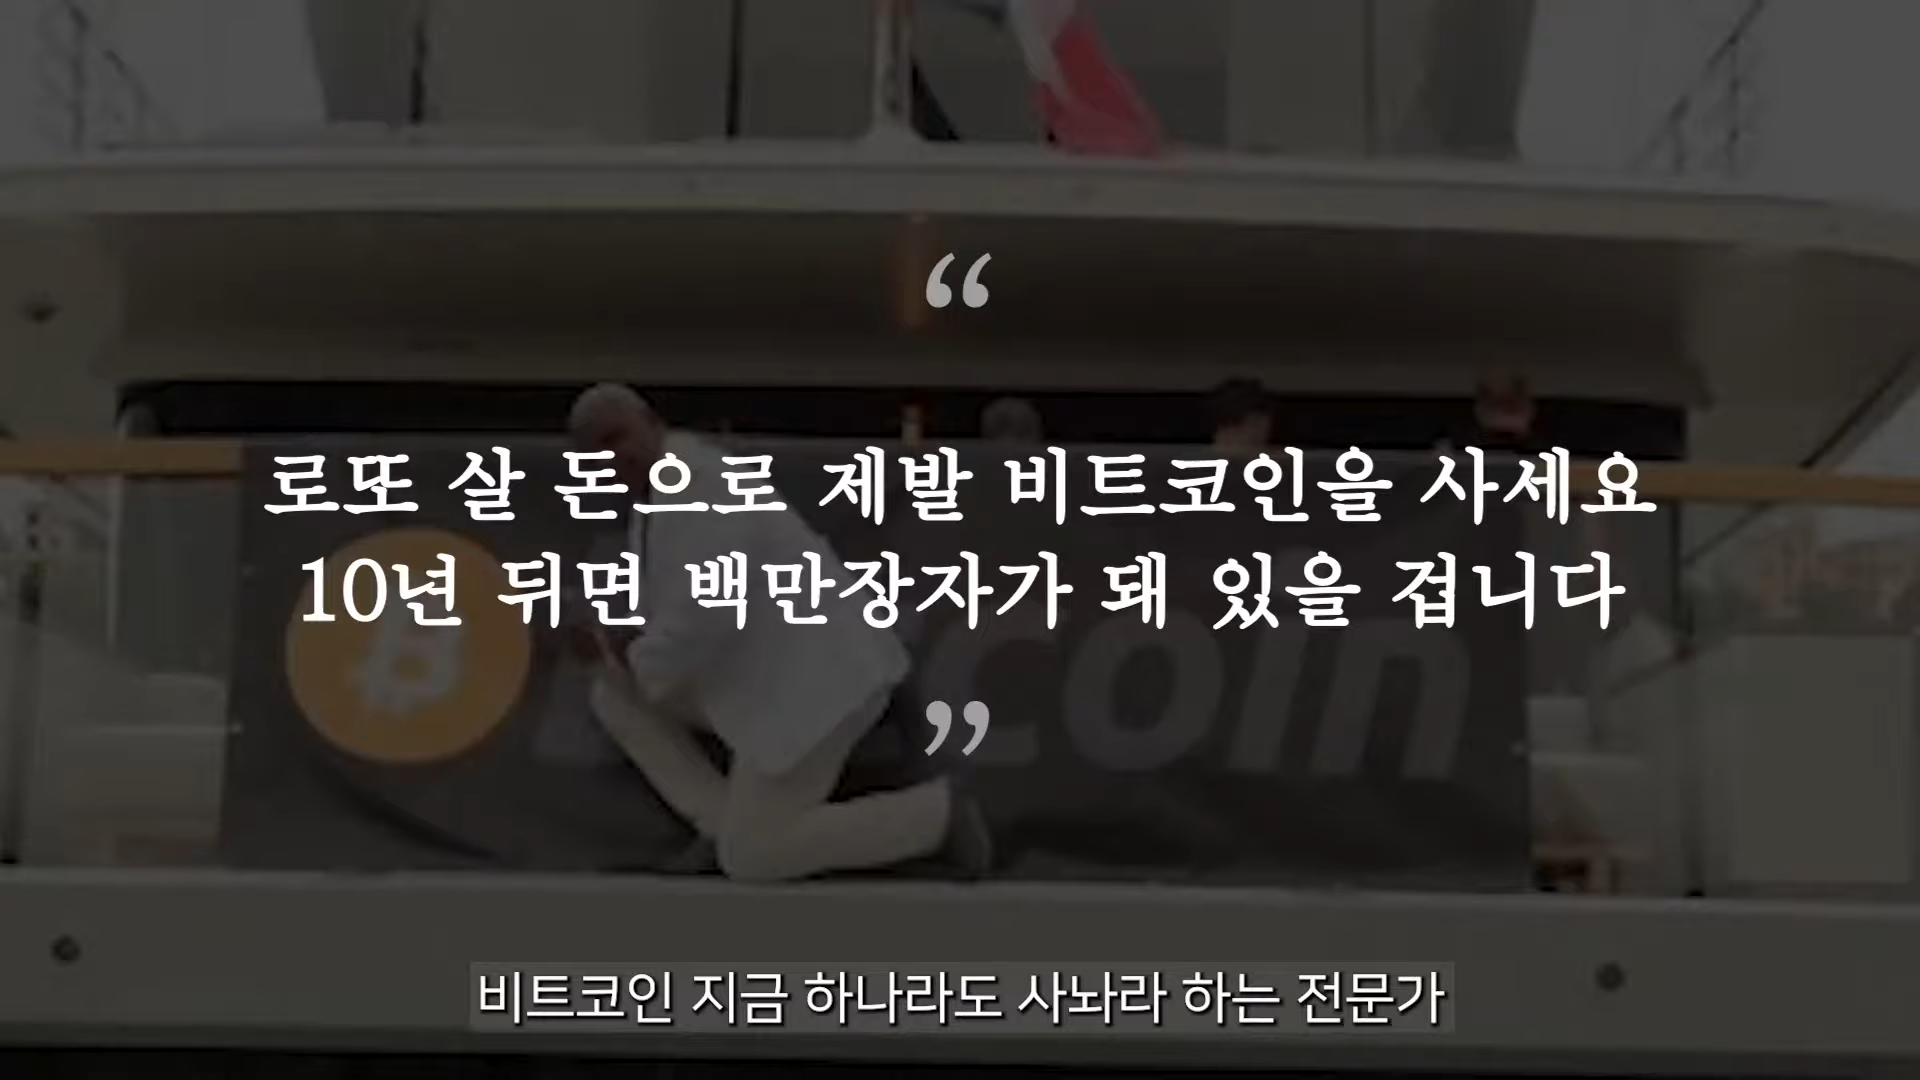 “
로또 살 돈으로 제발 비트코인을 사세요
10년 뒤면 백만장자가 돼 있을 겁니다
”
coin
비트코인 지금 하나라도 사놔라 하는 전문가